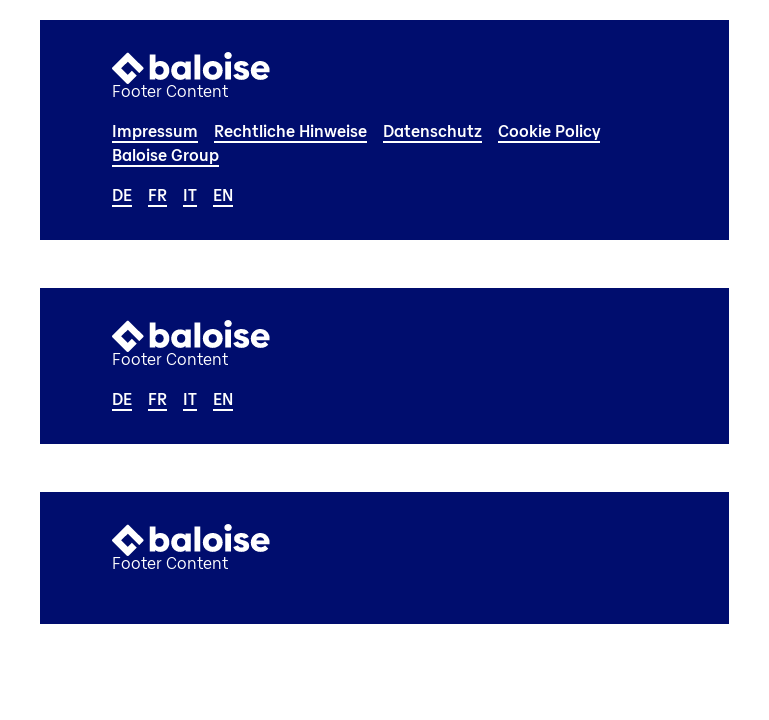 baloise
Footer Content
Impressum Rechtliche Hinweise Datenschutz Cookie Policy
Baloise Group
DE FR IT EN
baloise
Footer Content
DE FR IT EN
baloise
Footer Content